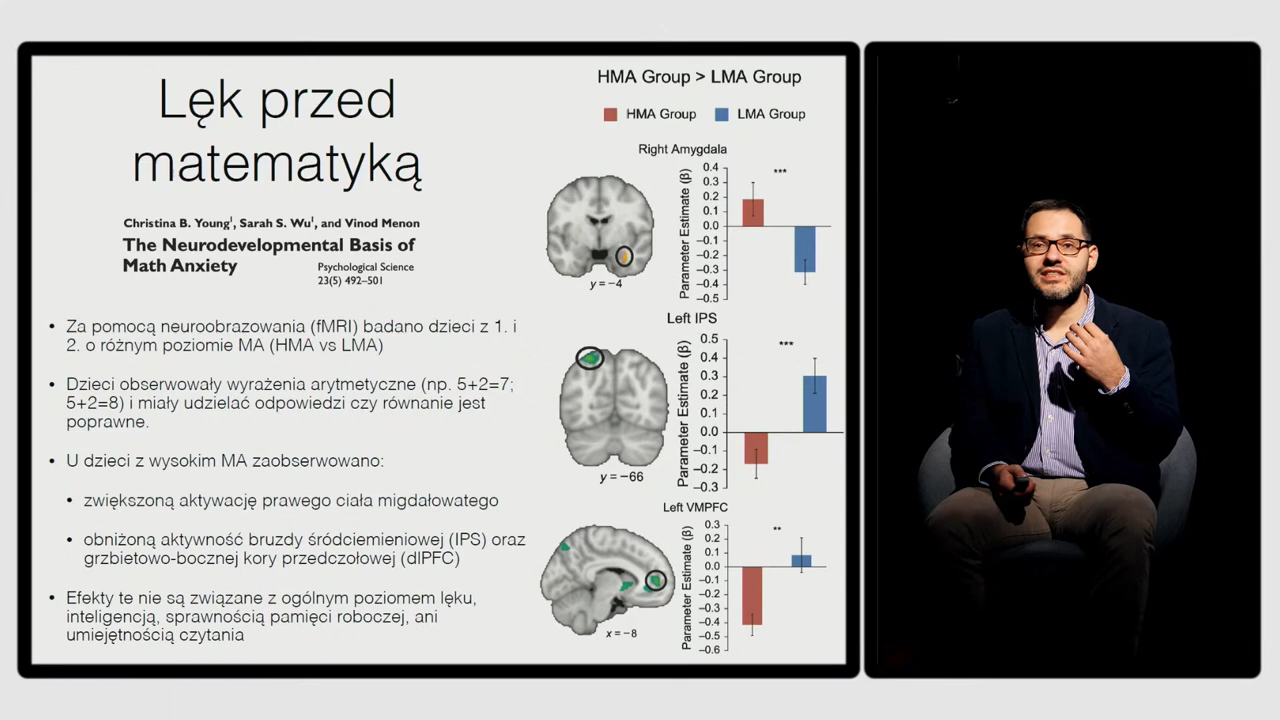 Lęk przed
matematyką
Christina B. Young¹, Sarah S. Wu¹, and Vinod Menon
The Neurodevelopmental Basis of
Math Anxiety
Psychological Science
23(5) 492–501
• Za pomocą neuroobrazowania (fMRI) badano dzieci z 1. i
2. o różnym poziomie MA (HMA vs LMA)
• Dzieci obserwowały wyrażenia arytmetyczne (np. 5+2=7;
5+2=8) i miały udzielać odpowiedzi czy równanie jest
poprawne.
• U dzieci z wysokim MA zaobserwowano:
• zwiększoną aktywację prawego ciała migdałowatego
• obniżoną aktywność bruzdy śródciemieniowej (IPS) oraz
grzbietowo-bocznej kory przedczołowej (dlPFC)
• Efekty te nie są związane z ogólnym poziomem lęku,
inteligencją, sprawnością pamięci roboczej, ani
umiejętnością czytania
HMA Group > LMA Group
HMA Group LMA Group
Right Amygdala
Parameter Estimate (β)
0.4
0.3
0.2
0.1
0.0
−0.1
−0.2
−0.3
−0.4
−0.5
***
y = −4
Left IPS
Parameter Estimate (β)
0.5
0.4
0.3
0.2
0.1
0.0
−0.1
−0.2
−0.3
***
y = −66
Left VMPFC
Parameter Estimate (β)
0.3
0.2
0.1
0.0
−0.1
−0.2
−0.3
−0.4
−0.5
−0.6
**
x = −8